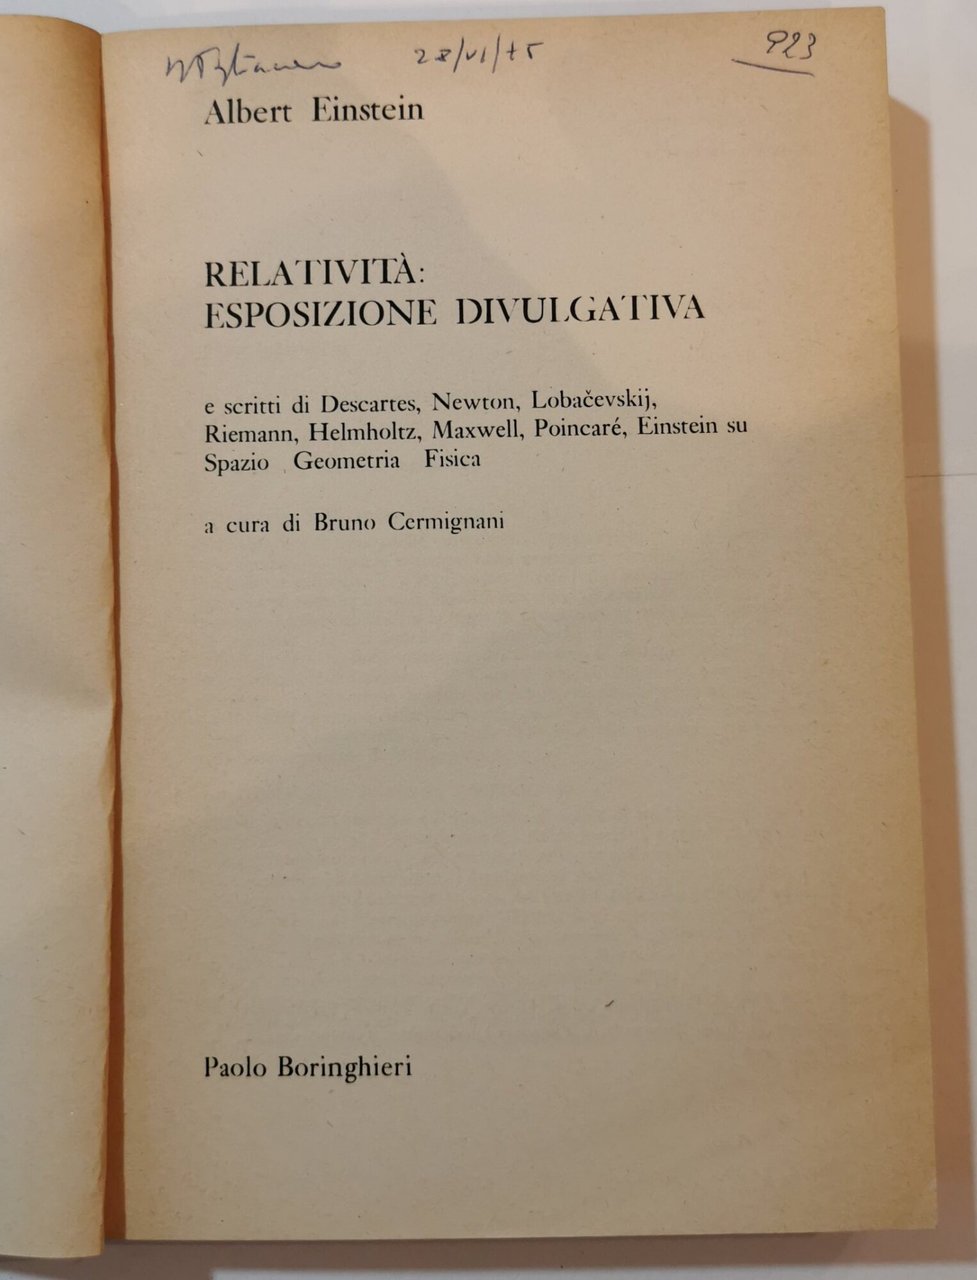 28/VI/75
923
Albert Einstein
RELATIVITÀ:
ESPOSIZIONE DIVULGATIVA
e scritti di Descartes, Newton, Lobačevskij,
Riemann, Helmholtz, Maxwell, Poincaré, Einstein su
Spazio Geometria Fisica
a cura di Bruno Cermignani
Paolo Boringhieri